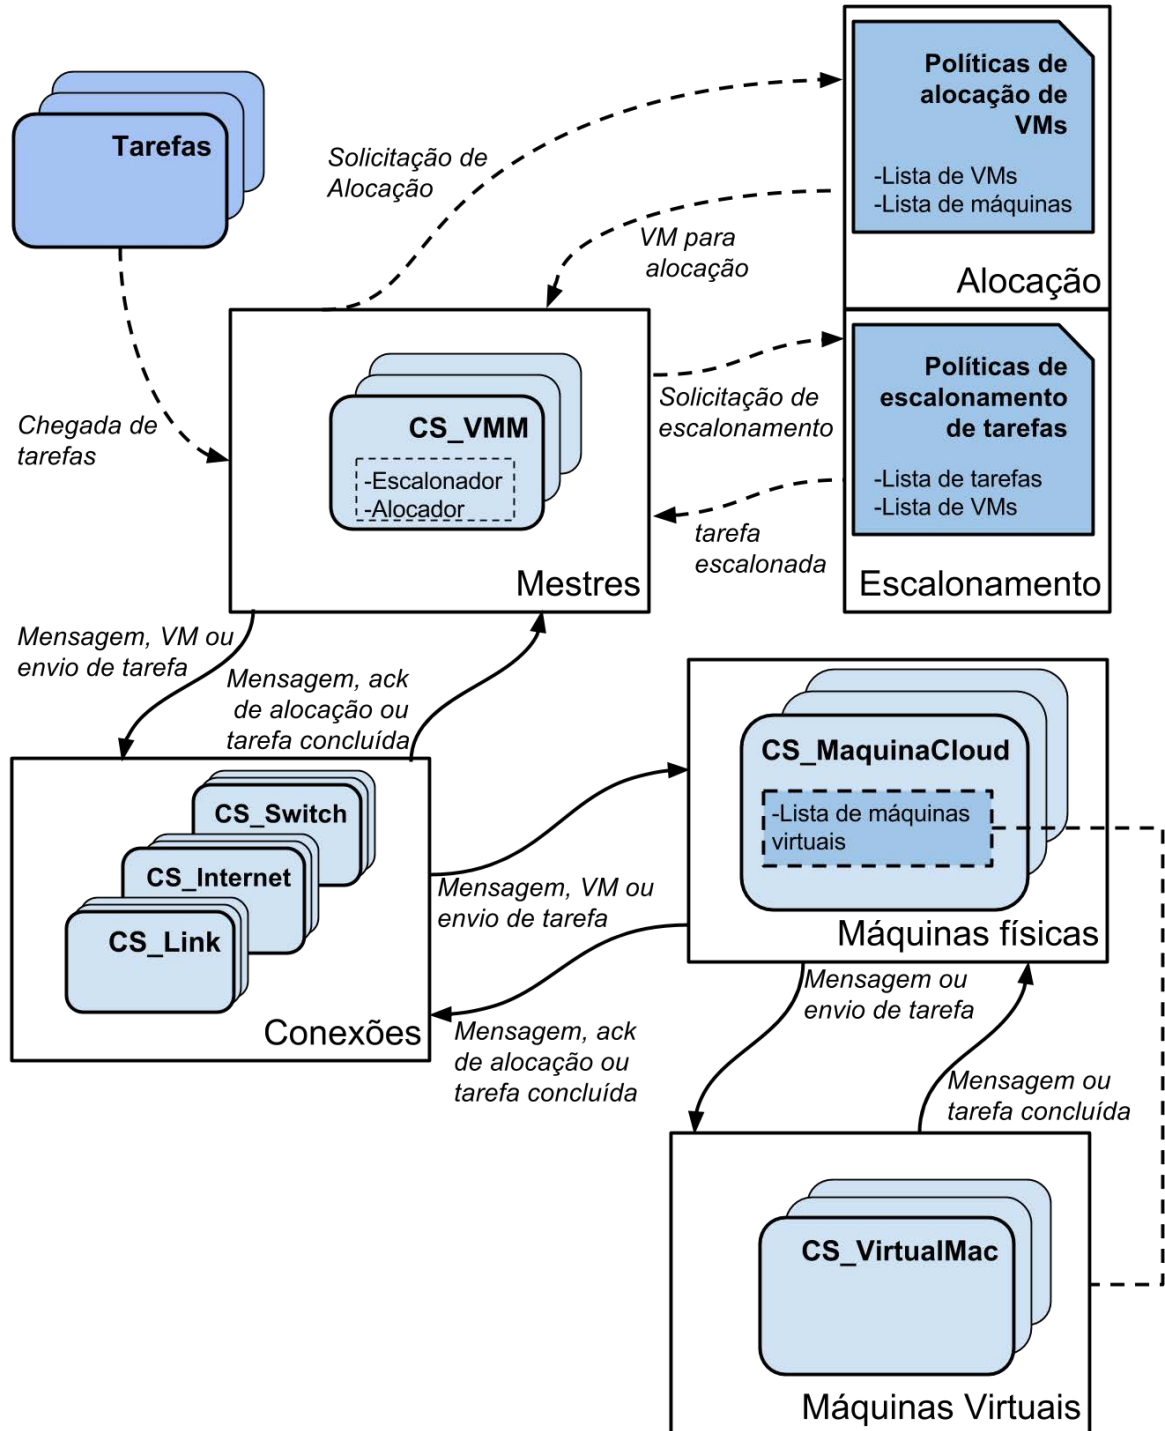 Tarefas
Solicitação de
Alocação
Políticas de
alocação de
VMs
-Lista de VMs
-Lista de máquinas
Alocação
VM para
alocação
Chegada de
tarefas
CS_VMM
-Escalonador
-Alocador
Mestres
Solicitação de
escalonamento
Políticas de
escalonamento
de tarefas
-Lista de tarefas
-Lista de VMs
Escalonamento
tarefa
escalonada
Mensagem, VM ou
envio de tarefa
Mensagem, ack
de alocação ou
tarefa concluída
CS_Switch
CS_Internet
CS_Link
Conexões
Mensagem, VM ou
envio de tarefa
Mensagem, ack
de alocação ou
tarefa concluída
CS_MaquinaCloud
-Lista de máquinas
virtuais
Máquinas físicas
Mensagem ou
envio de tarefa
Mensagem ou
tarefa concluída
CS_VirtualMac
Máquinas Virtuais